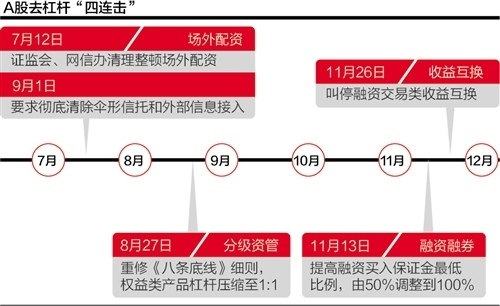 A股去杠杆“四连击”
7月12日 场外配资
证监会、网信办清理整顿场外配资
9月1日
要求彻底清除伞形信托和外部信息接入
11月26日 收益互换
叫停融资交易类收益互换
7月 8月 9月 10月 11月 12月
8月27日 分级资管
重修《八条底线》细则，
权益类产品杠杆压缩至1:1
11月13日 融资融券
提高融资买入保证金最低
比例，由50%调整到100%